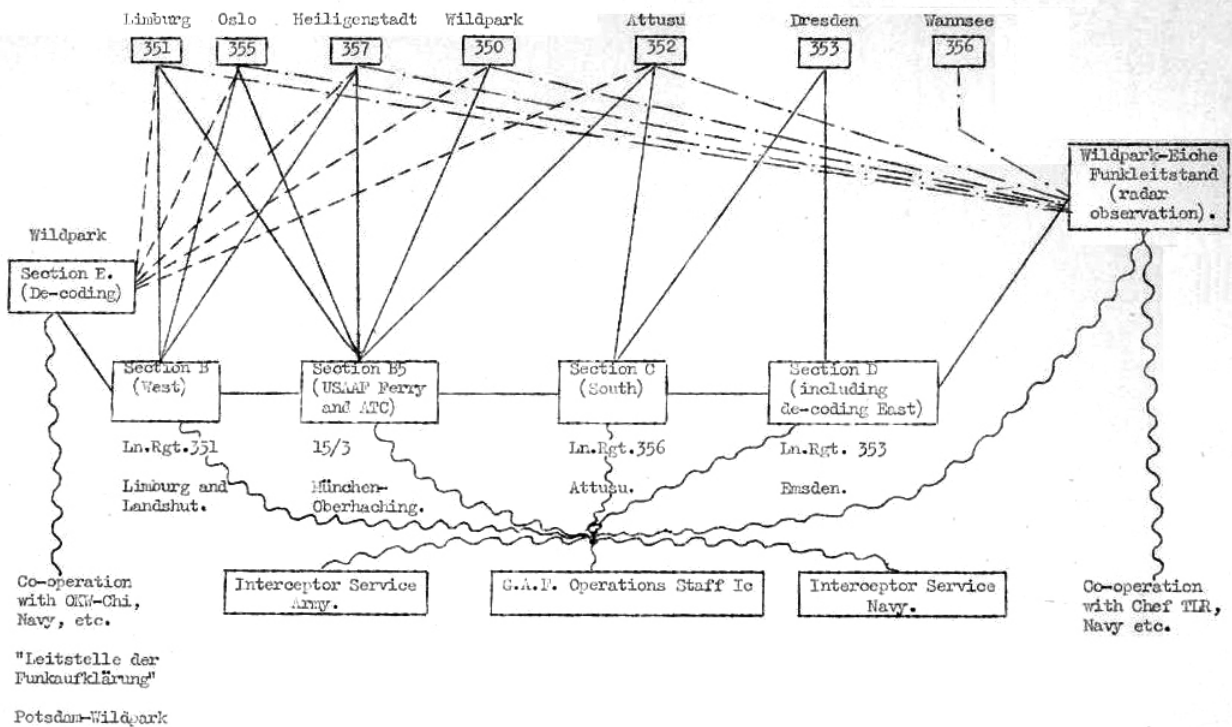 Limburg Oslo Heiligenstadt Wildpark Attusu Dresden Wannsee
351 355 357 350 352 353 356
Wildpark-Eiche
Funkleitstand
(radar
observation).
Wildpark
Section E.
(De-coding)
Section B
(West)
Section B5
(USAAF Ferry
and ATC)
Section C
(South)
Section D
(including
de-coding East)
Ln.Rgt.351
Limburg and
Landshut.
15/3
München-
Oberhaching.
Ln.Rgt.356
Attusu.
Ln.Rgt. 353
Emsden.
Co-operation
with OKW-Chi,
Navy, etc.
"Leitstelle der
Funkaufklärung"
Potsdam-Wildpark
Interceptor Service
Army.
G.A.F. Operations Staff Ic
Interceptor Service
Navy.
Co-operation
with Chef TLR,
Navy etc.